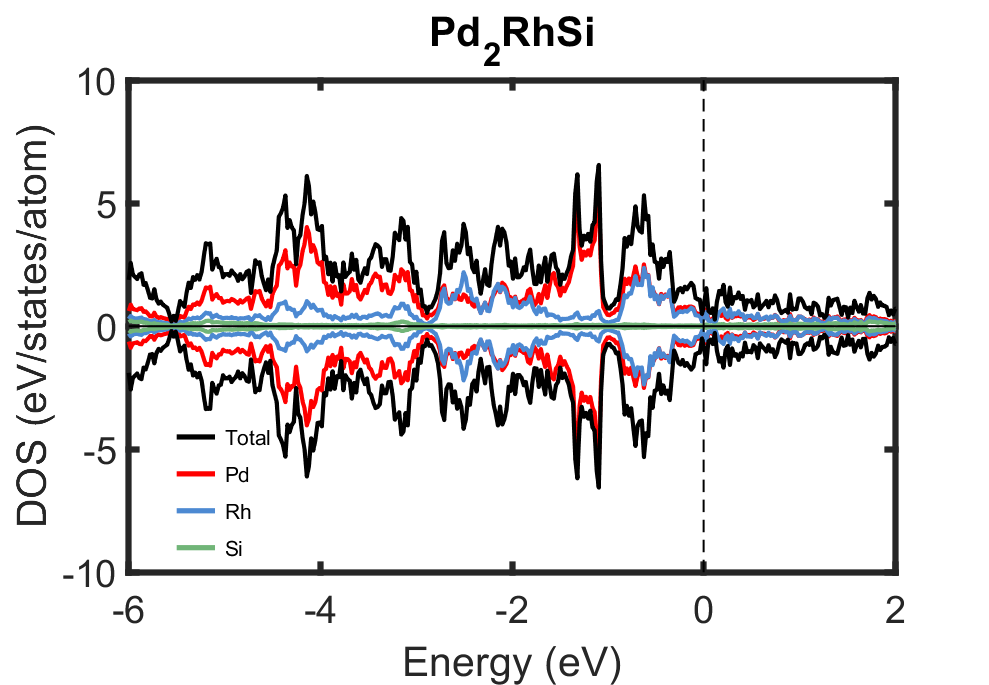 Pd2RhSi
DOS (eV/states/atom)
10
5
0
-5
-10
Total
Pd
Rh
Si
-6 -4 -2 0 2
Energy (eV)